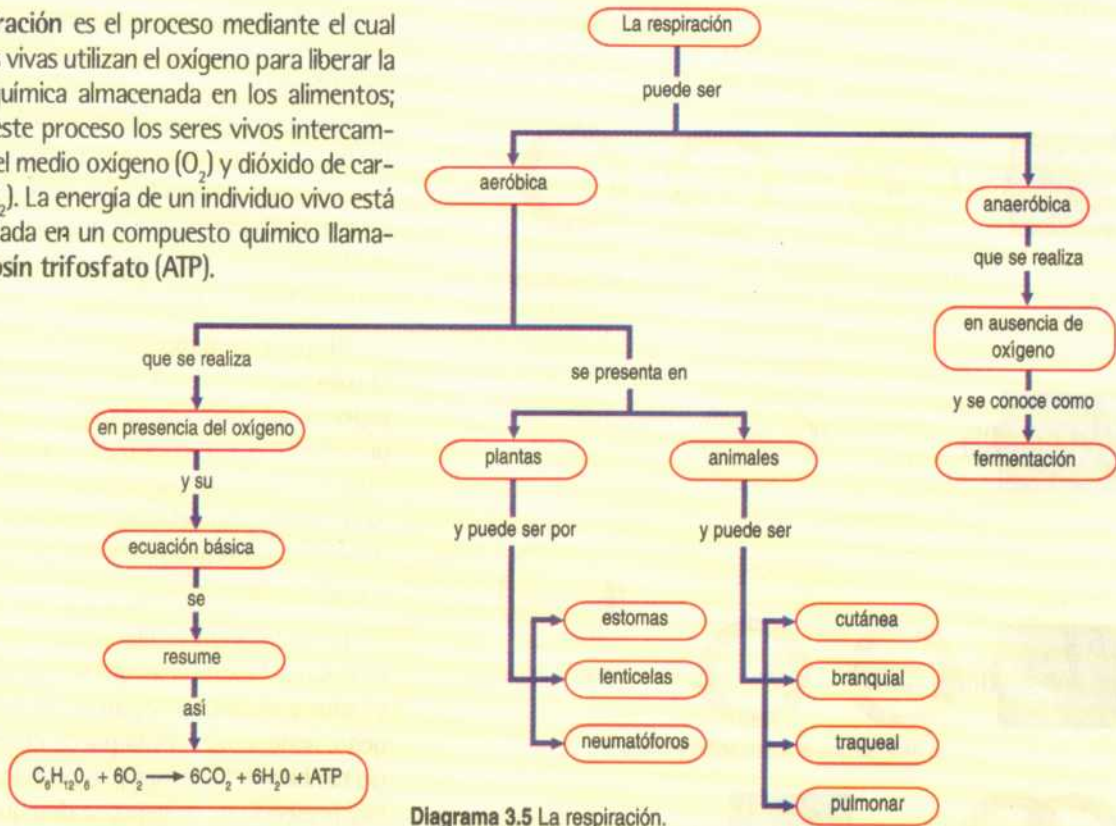 ración es el proceso mediante el cual
s vivas utilizan el oxígeno para liberar la
química almacenada en los alimentos;
este proceso los seres vivos intercam-
el medio oxígeno (O₂) y dióxido de car-
₂). La energía de un individuo vivo está
ada en un compuesto químico llama-
osín trifosfato (ATP).
La respiración
puede ser
aeróbica
anaeróbica
que se realiza
en ausencia de
oxígeno
y se conoce como
fermentación
que se realiza
en presencia del oxígeno
y su
ecuación básica
se
resume
así
C₆H₁₂O₆ + 6O₂ → 6CO₂ + 6H₂0 + ATP
se presenta en
plantas
animales
y puede ser por
estomas
lenticelas
neumatóforos
y puede ser
cutánea
branquial
traqueal
pulmonar
Diagrama 3.5 La respiración.